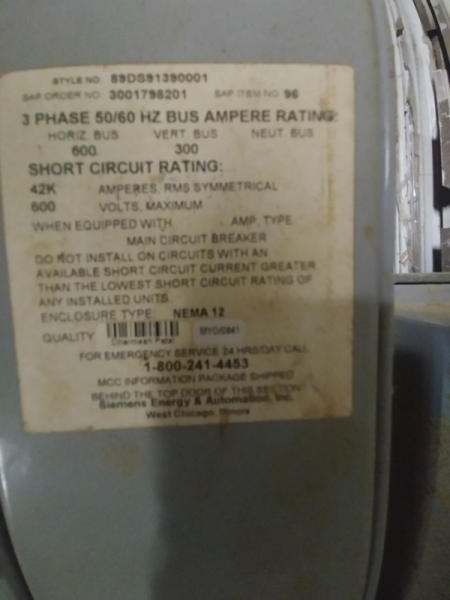 STYLE NO: 89DS91390001
SAP ORDER NO. 3001798201 SAP ITEM NO. 96
3 PHASE 50/60 HZ BUS AMPERE RATING:
HORIZ. BUS VERT. BUS NEUT. BUS
600 300
SHORT CIRCUIT RATING:
42K AMPERES, RMS SYMMETRICAL
600 VOLTS, MAXIMUM
WHEN EQUIPPED WITH AMP, TYPE
MAIN CIRCUIT BREAKER
DO NOT INSTALL ON CIRCUITS WITH AN
AVAILABLE SHORT CIRCUIT CURRENT GREATER
THAN THE LOWEST SHORT CIRCUIT RATING OF
ANY INSTALLED UNITS
ENCLOSURE TYPE: NEMA 12
QUALITY
FOR EMERGENCY SERVICE 24 HRS/DAY CALL
1-800-241-4453
MCC INFORMATION PACKAGE SHIPPED
BEHIND THE TOP DOOR OF THIS SECTION
Siemens Energy & Automation, Inc.
West Chicago, Illinois